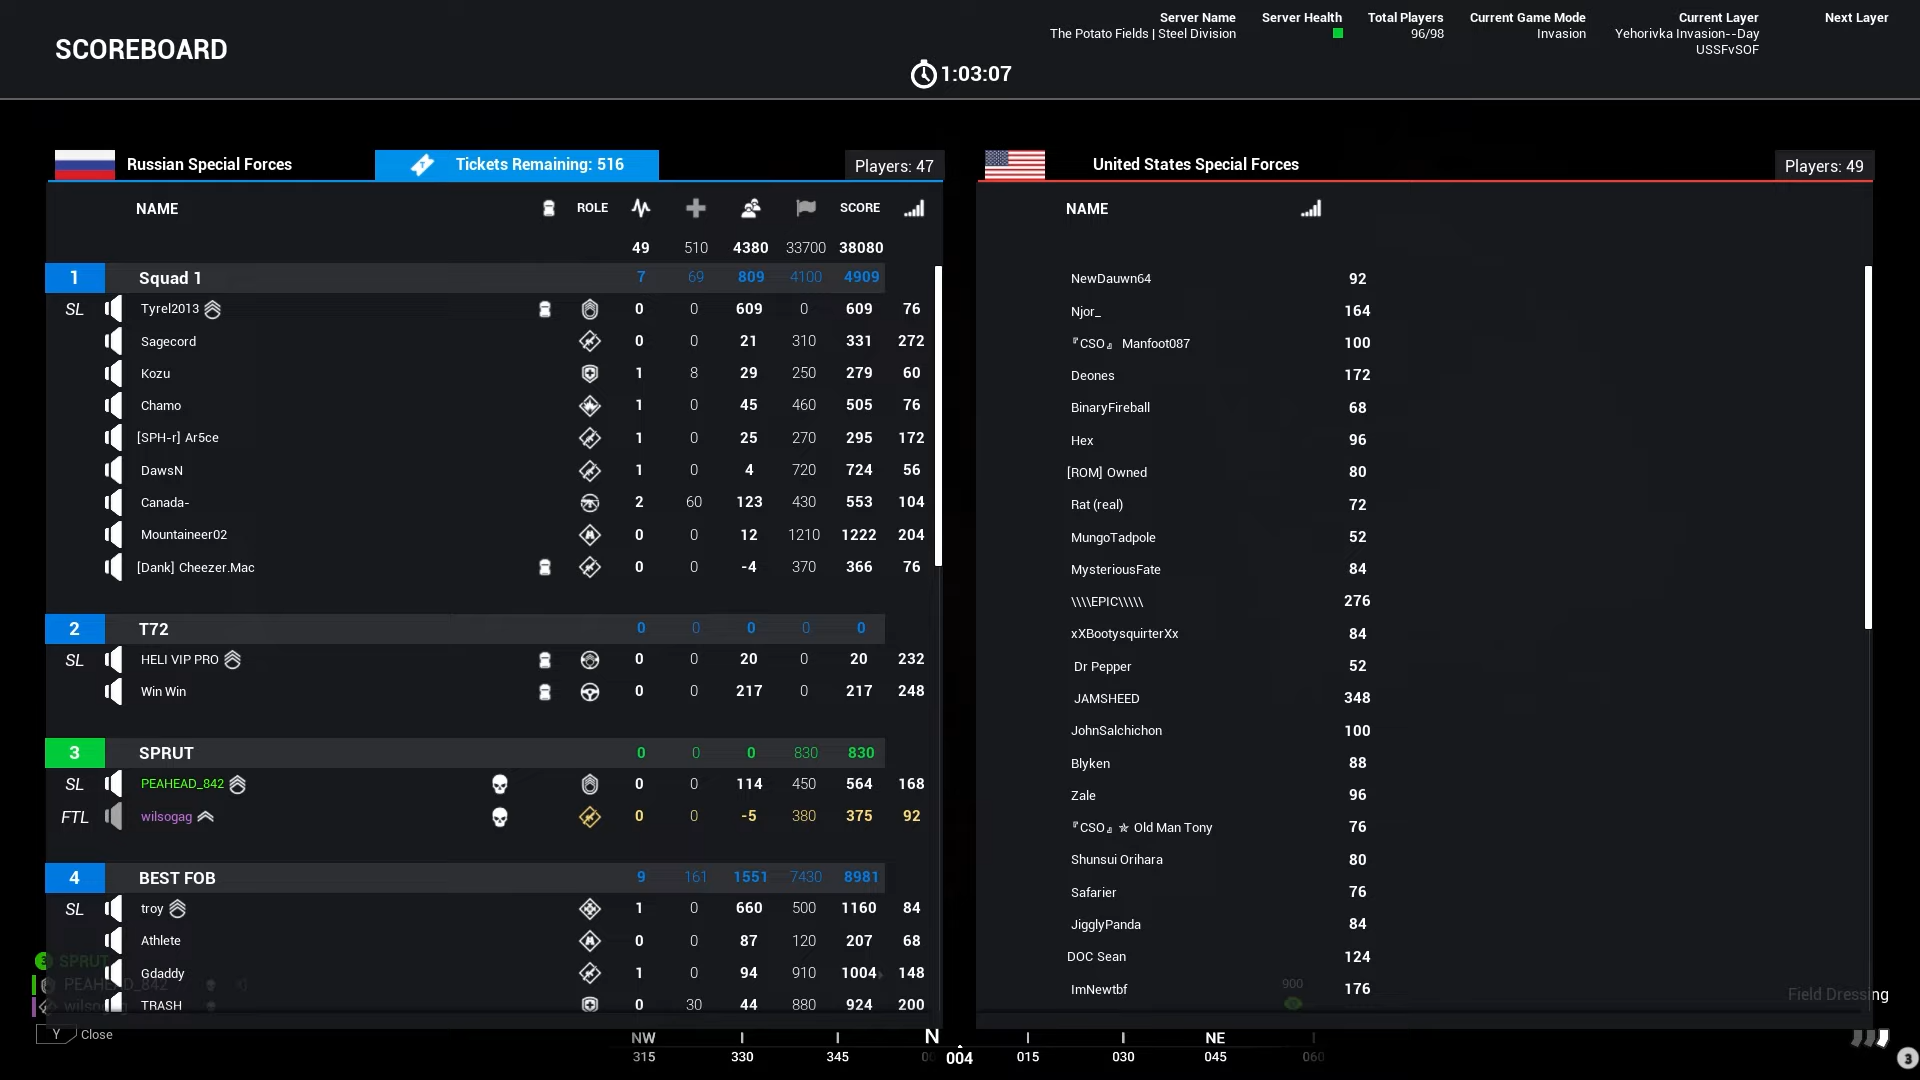 SCOREBOARD
Server Name Server Health Total Players Current Game Mode Current Layer Next Layer
The Potato Fields | Steel Division 96/98 Invasion Yehorivka Invasion--Day
USSFvSOF
1:03:07
Russian Special Forces Tickets Remaining: 516 Players: 47
NAME ROLE SCORE
49 510 4380 33700 38080
1 Squad 1 7 69 809 4100 4909
SL Tyrel2013 0 0 609 0 609 76
Sagecord 0 0 21 310 331 272
Kozu 1 8 29 250 279 60
Chamo 1 0 45 460 505 76
[SPH-r] Ar5ce 1 0 25 270 295 172
DawsN 1 0 4 720 724 56
Canada- 2 60 123 430 553 104
Mountaineer02 0 0 12 1210 1222 204
[Dank] Cheezer.Mac 0 0 -4 370 366 76
2 T72 0 0 0 0 0
SL HELI VIP PRO 0 0 20 0 20 232
Win Win 0 0 217 0 217 248
3 SPRUT 0 0 0 830 830
SL PEAHEAD_842 0 0 114 450 564 168
FTL wilsogag 0 0 -5 380 375 92
4 BEST FOB 9 161 1551 7430 8981
SL troy 1 0 660 500 1160 84
Athlete 0 0 87 120 207 68
Gdaddy 1 0 94 910 1004 148
TRASH 0 30 44 880 924 200
United States Special Forces Players: 49
NAME
NewDauwn64 92
Njor_ 164
『CSO』 Manfoot087 100
Deones 172
BinaryFireball 68
Hex 96
[ROM] Owned 80
Rat (real) 72
MungoTadpole 52
MysteriousFate 84
\\\\EPIC\\\\\ 276
xXBootysquirterXx 84
Dr Pepper 52
JAMSHEED 348
JohnSalchichon 100
Blyken 88
Zale 96
『CSO』✯ Old Man Tony 76
Shunsui Orihara 80
Safarier 76
JigglyPanda 84
DOC Sean 124
ImNewtbf 176
3 SPRUT
PEAHEAD_842
wilsogag
900
Field Dressing
Y Close
NW N NE
315 330 345 004 015 030 045 060
3